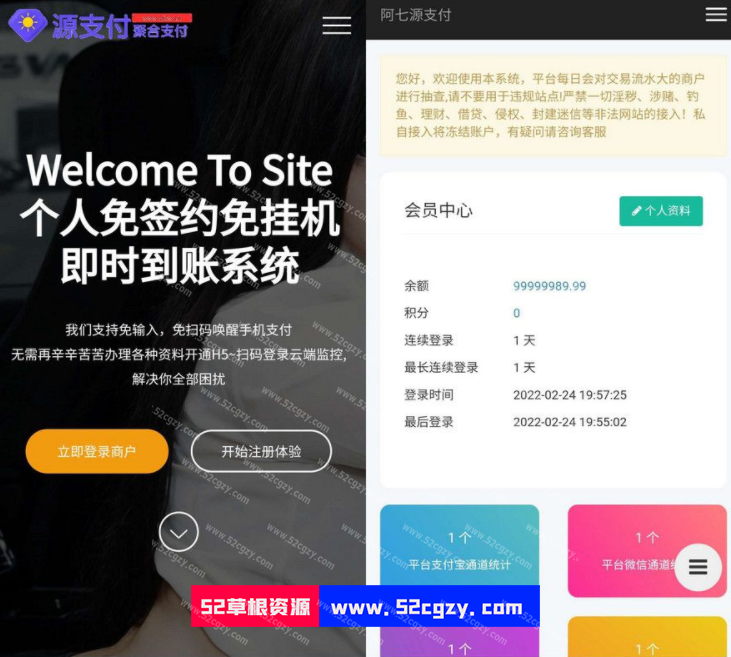 源支付
聚合支付
Welcome To Site
个人免签约免挂机
即时到账系统
我们支持免输入，免扫码唤醒手机支付
无需再辛辛苦苦办理各种资料开通H5~扫码登录云端监控,
解决你全部困扰
立即登录商户
开始注册体验
阿七源支付
您好，欢迎使用本系统，平台每日会对交易流水大的商户
进行抽查,请不要用于违规站点!严禁一切淫秽、涉赌、钓
鱼、理财、借贷、侵权、封建迷信等非法网站的接入！私
自接入将冻结账户，有疑问请咨询客服
会员中心
个人资料
余额 99999989.99
积分 0
连续登录 1 天
最长连续登录 1 天
登录时间 2022-02-24 19:57:25
最后登录 2022-02-24 19:55:02
1 个
平台支付宝通道统计
1 个
平台微信通道
1 个
1 个
52草根资源 www.52cgzy.com
www.52cgzy.com